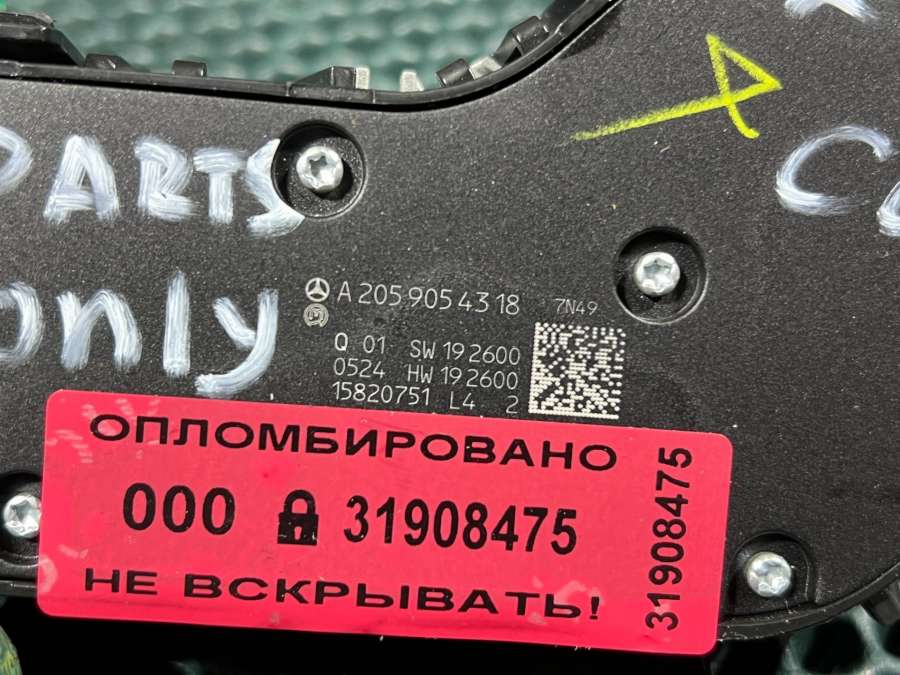 PARTS
only
A 205 905 43 18
7N49
Q 01 SW 19 2600
0524 HW 19 2600
15820751 L4 2
ОПЛОМБИРОВАНО
000 31908475
НЕ ВСКРЫВАТЬ!
31908475